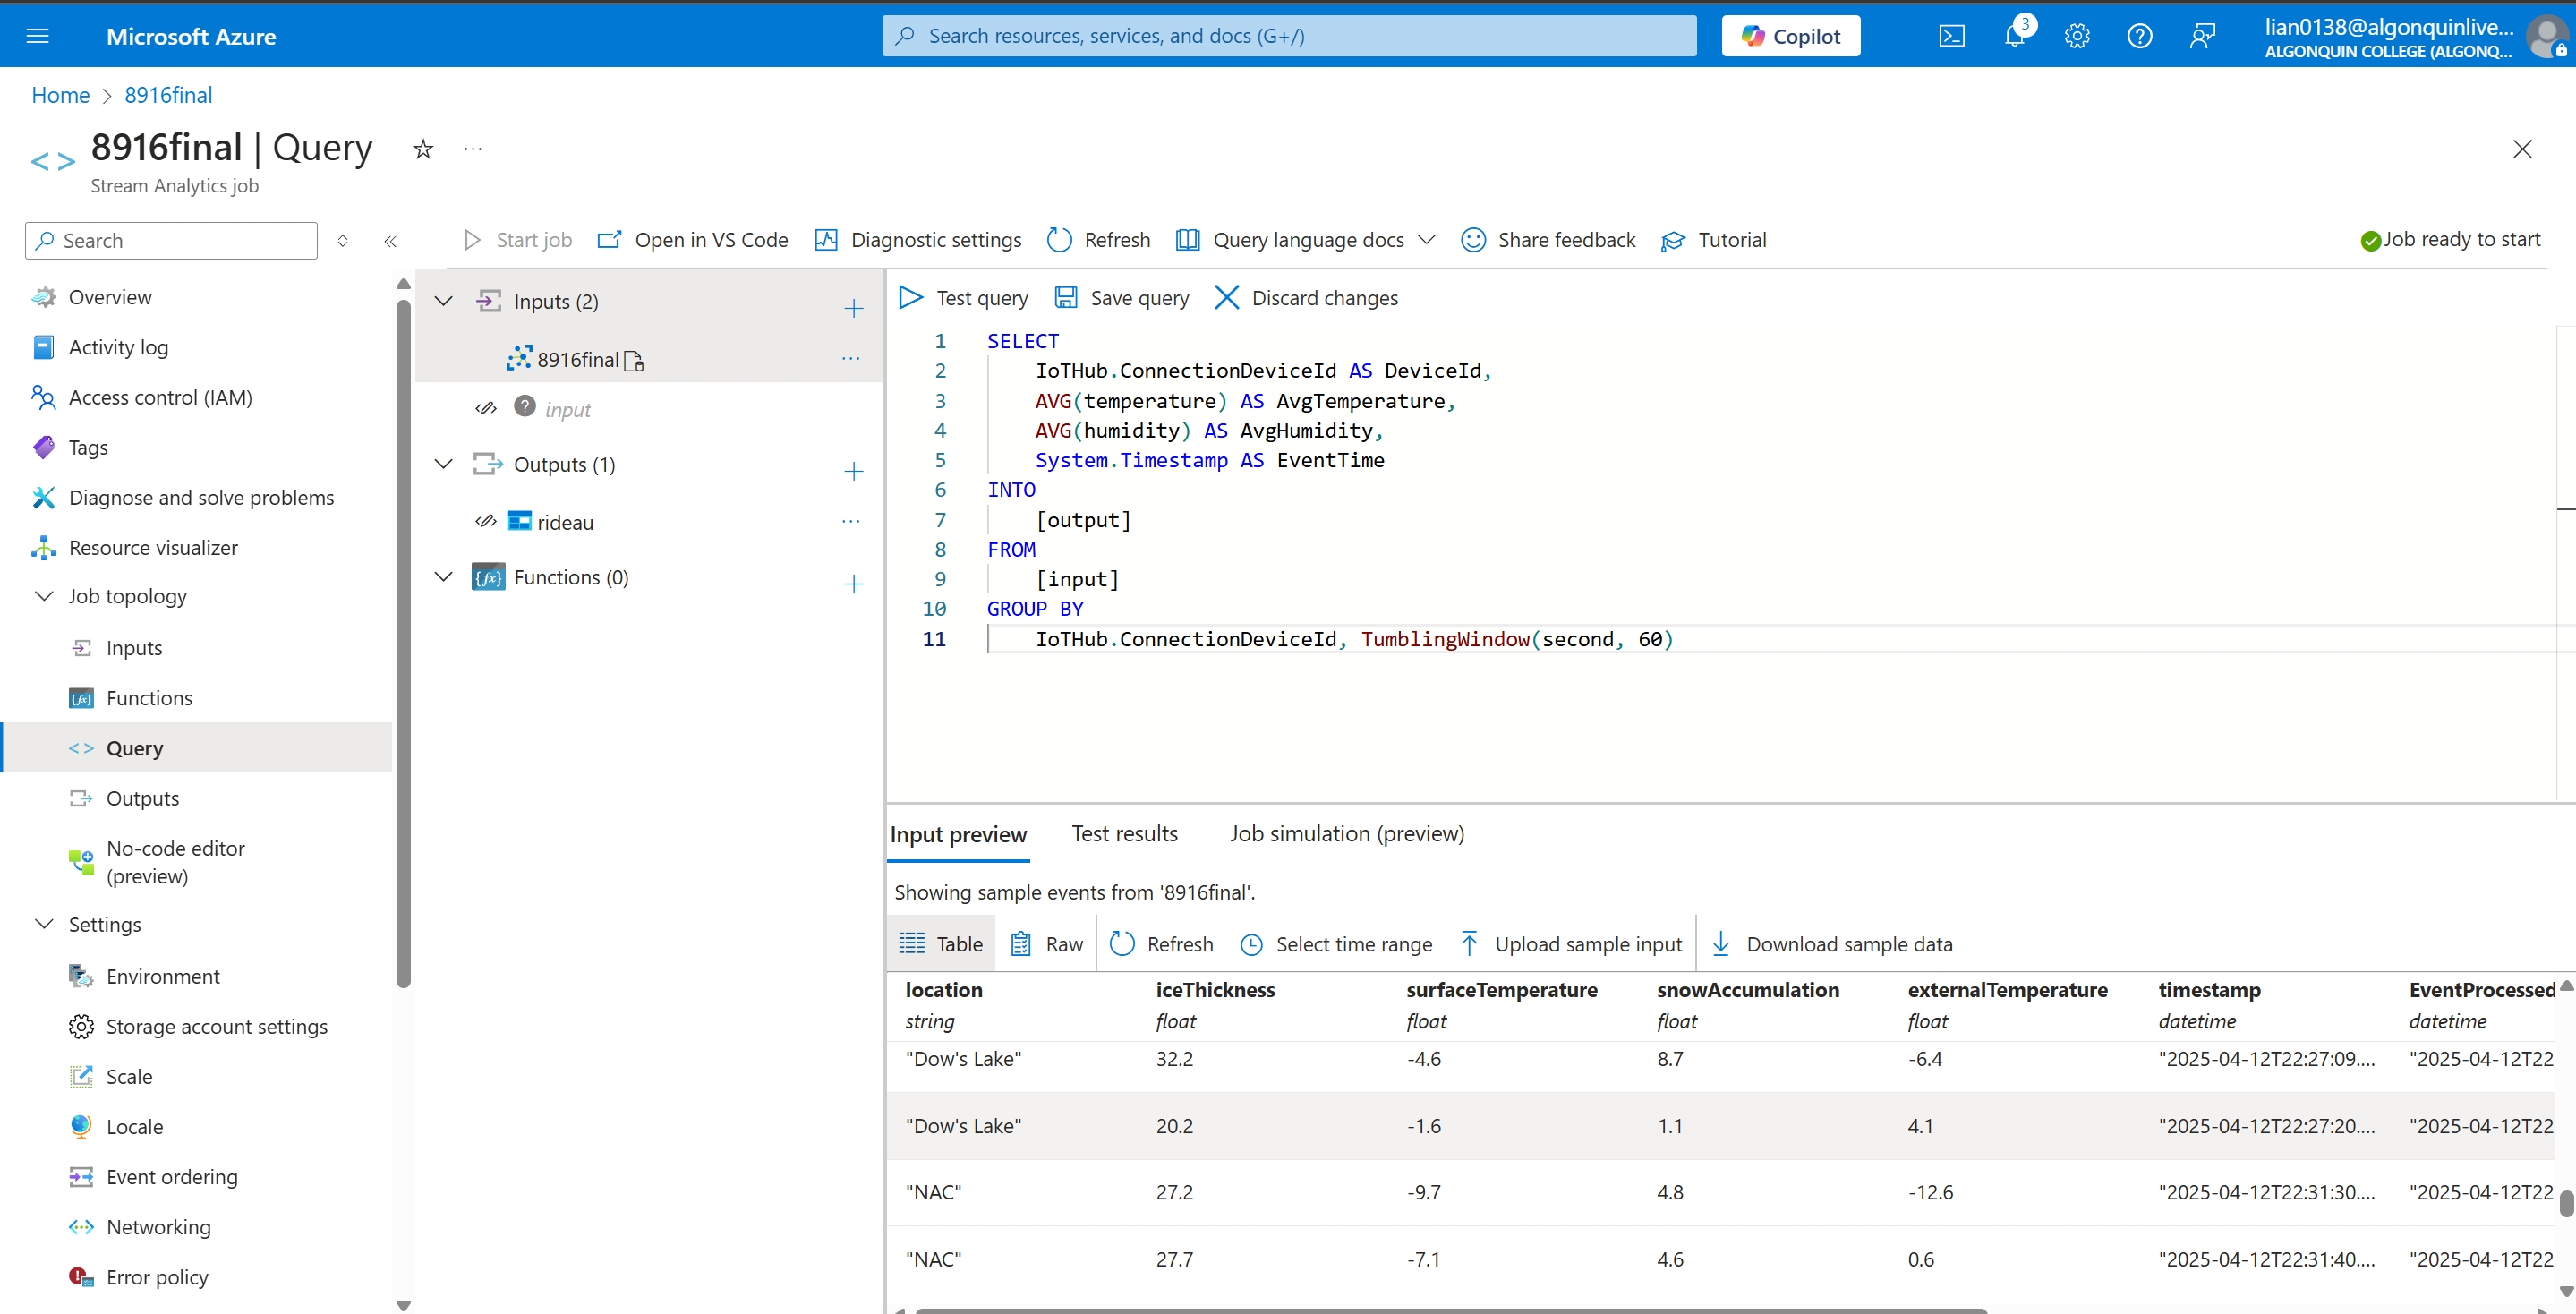 Microsoft Azure
Search resources, services, and docs (G+/)
Copilot
3
lian0138@algonquinlive...
ALGONQUIN COLLEGE (ALGONQ...
Home > 8916final
8916final | Query
Stream Analytics job
Search
Start job
Open in VS Code
Diagnostic settings
Refresh
Query language docs
Share feedback
Tutorial
Job ready to start
Overview
Activity log
Access control (IAM)
Tags
Diagnose and solve problems
Resource visualizer
Job topology
Inputs
Functions
Query
Outputs
No-code editor
(preview)
Settings
Environment
Storage account settings
Scale
Locale
Event ordering
Networking
Error policy
Inputs (2)
8916final
input
Outputs (1)
rideau
Functions (0)
Test query
Save query
Discard changes
1 SELECT
2 IoTHub.ConnectionDeviceId AS DeviceId,
3 AVG(temperature) AS AvgTemperature,
4 AVG(humidity) AS AvgHumidity,
5 System.Timestamp AS EventTime
6 INTO
7 [output]
8 FROM
9 [input]
10 GROUP BY
11 IoTHub.ConnectionDeviceId, TumblingWindow(second, 60)
Input preview
Test results
Job simulation (preview)
Showing sample events from '8916final'.
Table
Raw
Refresh
Select time range
Upload sample input
Download sample data
location iceThickness surfaceTemperature snowAccumulation externalTemperature timestamp EventProcessed
string float float float float datetime datetime
"Dow's Lake" 32.2 -4.6 8.7 -6.4 "2025-04-12T22:27:09.... "2025-04-12T22
"Dow's Lake" 20.2 -1.6 1.1 4.1 "2025-04-12T22:27:20.... "2025-04-12T22
"NAC" 27.2 -9.7 4.8 -12.6 "2025-04-12T22:31:30.... "2025-04-12T22
"NAC" 27.7 -7.1 4.6 0.6 "2025-04-12T22:31:40.... "2025-04-12T22